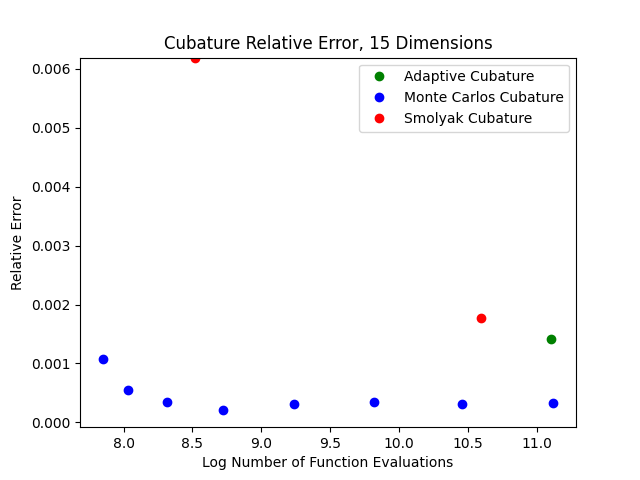 Cubature Relative Error, 15 Dimensions
Adaptive Cubature
Monte Carlos Cubature
Smolyak Cubature
Relative Error
0.006
0.005
0.004
0.003
0.002
0.001
0.000
8.0 8.5 9.0 9.5 10.0 10.5 11.0
Log Number of Function Evaluations